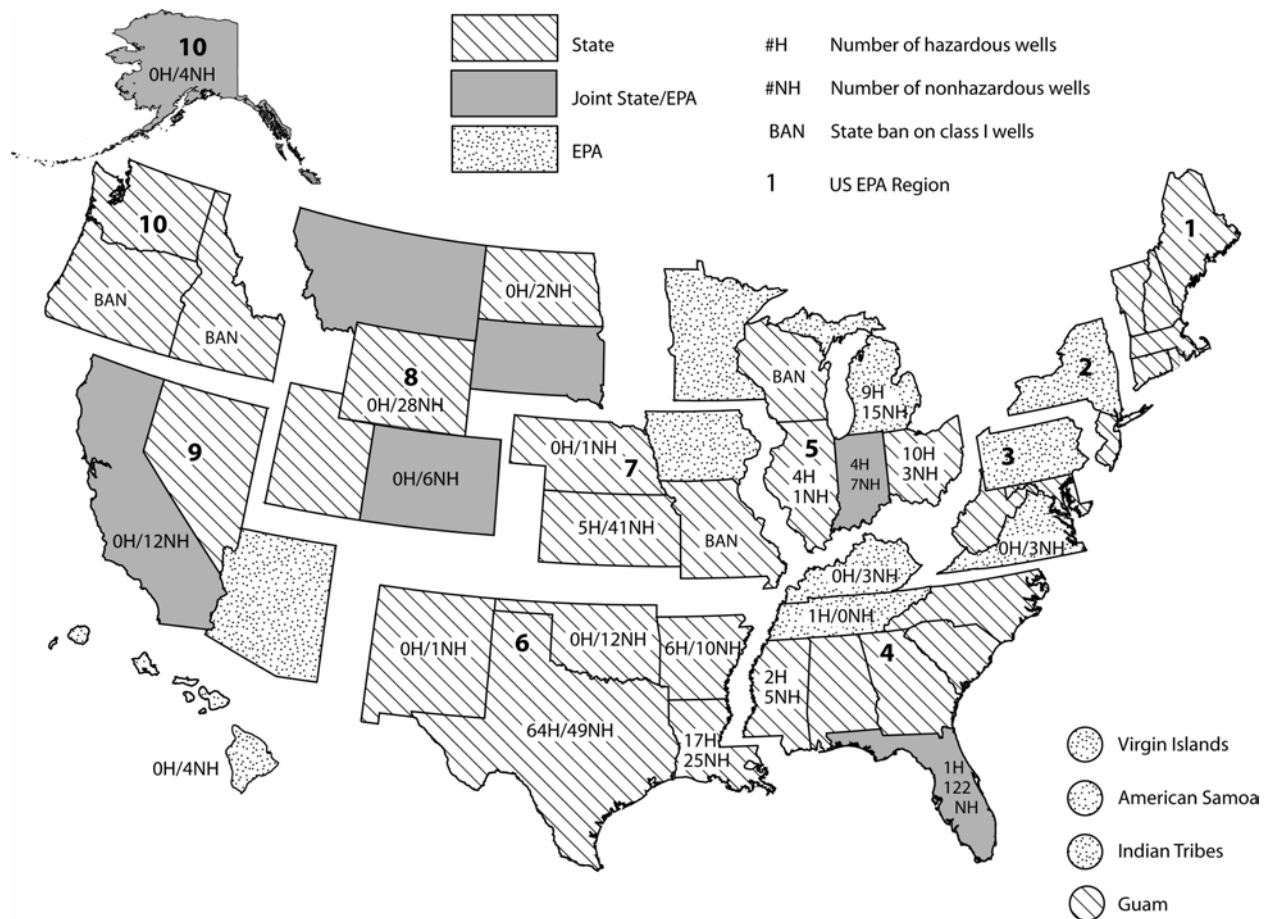 10
0H/4NH
State
Joint State/EPA
EPA
#H Number of hazardous wells
#NH Number of nonhazardous wells
BAN State ban on class I wells
1 US EPA Region
10
BAN
BAN
0H/2NH
8
0H/28NH
9
0H/12NH
0H/6NH
0H/1NH
7
5H/41NH
BAN
BAN
9H
15NH
5
4H
1NH
4H
7NH
10H
3NH
1
2
3
0H/3NH
0H/3NH
1H/0NH
0H/1NH
6
0H/12NH
6H/10NH
64H/49NH
17H
25NH
2H
5NH
4
1H
122
NH
0H/4NH
Virgin Islands
American Samoa
Indian Tribes
Guam